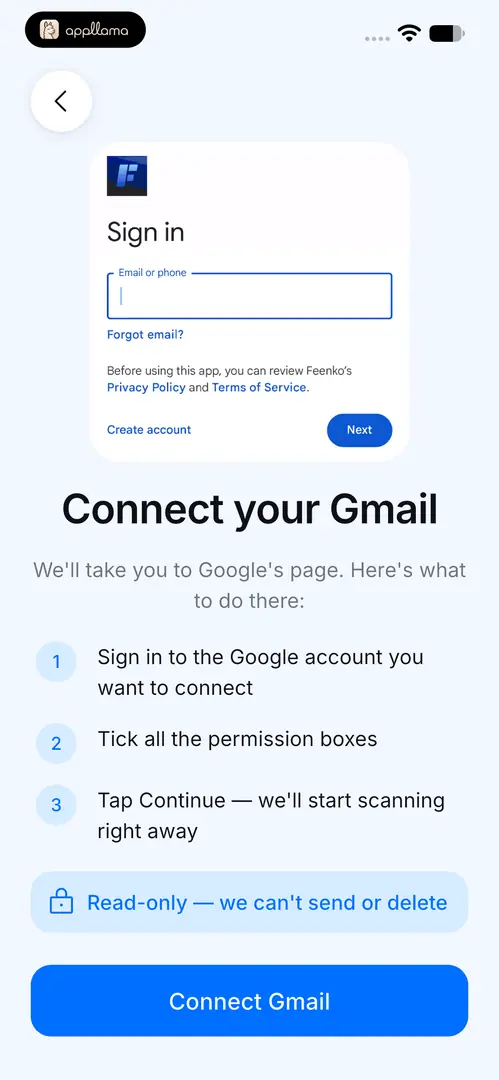 appllama
Sign in
Email or phone
Forgot email?
Before using this app, you can review Feenko's
Privacy Policy and Terms of Service.
Create account
Next
Connect your Gmail
We'll take you to Google's page. Here's what
to do there:
1
Sign in to the Google account you
want to connect
2
Tick all the permission boxes
3
Tap Continue — we'll start scanning
right away
Read-only — we can't send or delete
Connect Gmail